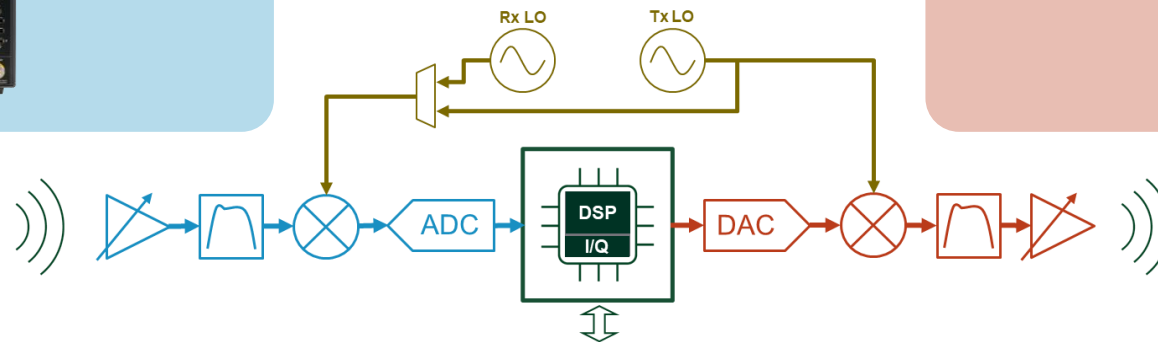 Rx LO
Tx LO
ADC
DSP
I/Q
DAC